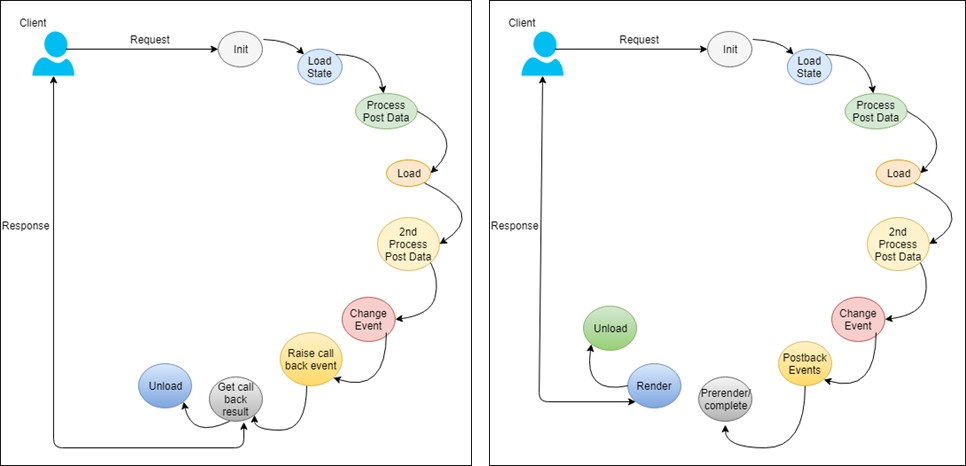 Client
Request
Init
Load
State
Process
Post Data
Load
2nd
Process
Post Data
Change
Event
Raise call
back event
Get call
back
result
Unload
Response
Client
Request
Init
Load
State
Process
Post Data
Load
2nd
Process
Post Data
Change
Event
Postback
Events
Prerender/
complete
Render
Unload
Response